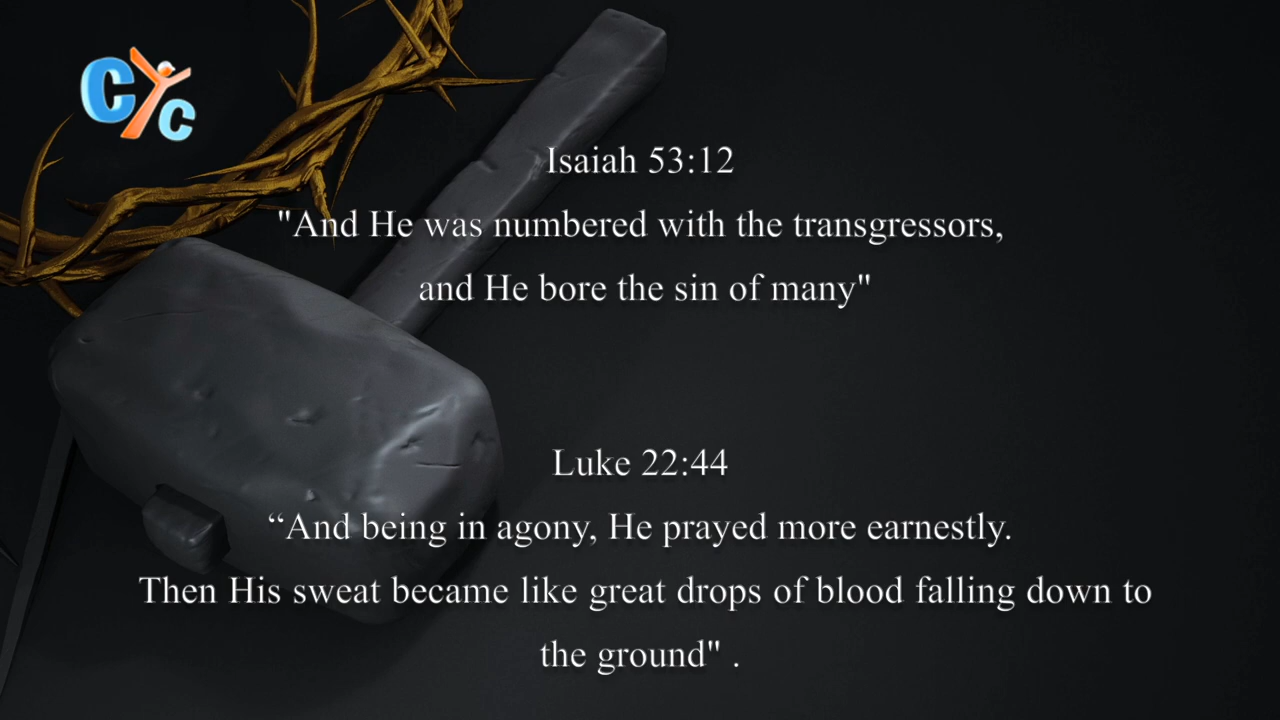 CYC
Isaiah 53:12
"And He was numbered with the transgressors,
and He bore the sin of many"
Luke 22:44
“And being in agony, He prayed more earnestly.
Then His sweat became like great drops of blood falling down to
the ground" .